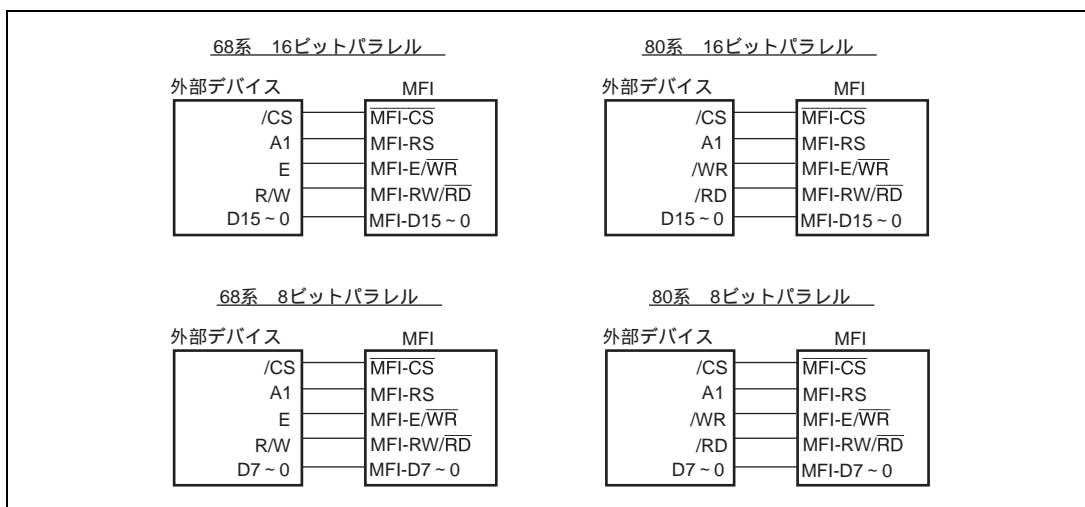 68系 16ビットパラレル
外部デバイス MFI
/CS MFI-CS
A1 MFI-RS
E MFI-E/WR
R/W MFI-RW/RD
D15~0 MFI-D15~0
80系 16ビットパラレル
外部デバイス MFI
/CS MFI-CS
A1 MFI-RS
/WR MFI-E/WR
/RD MFI-RW/RD
D15~0 MFI-D15~0
68系 8ビットパラレル
外部デバイス MFI
/CS MFI-CS
A1 MFI-RS
E MFI-E/WR
R/W MFI-RW/RD
D7~0 MFI-D7~0
80系 8ビットパラレル
外部デバイス MFI
/CS MFI-CS
A1 MFI-RS
/WR MFI-E/WR
/RD MFI-RW/RD
D7~0 MFI-D7~0